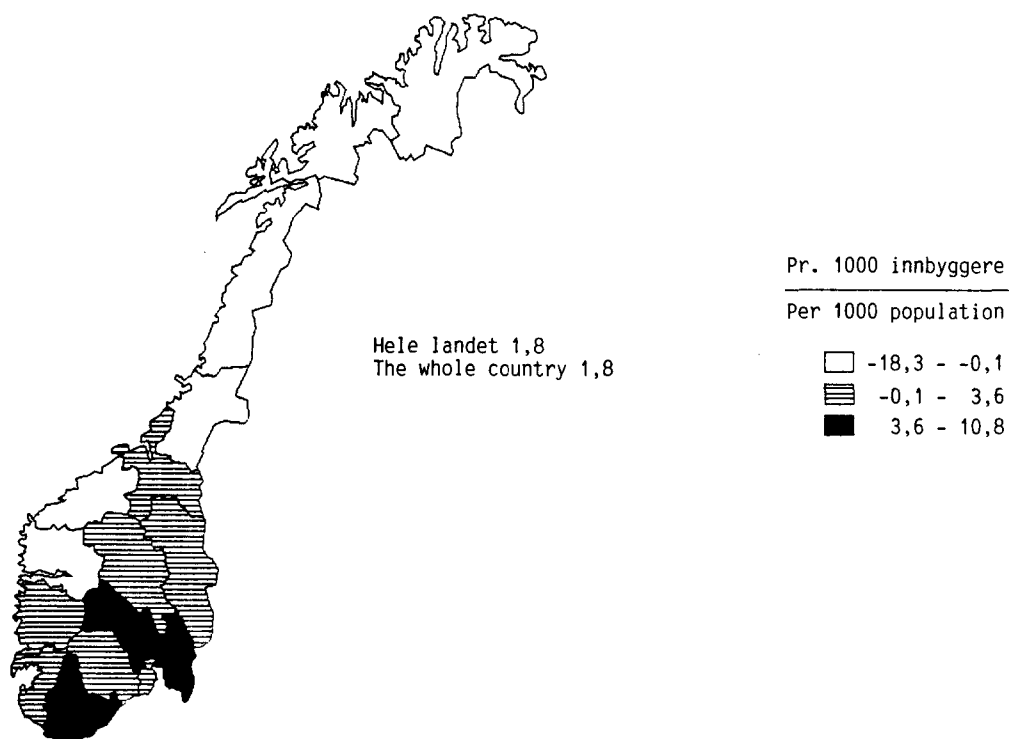 Hele landet 1,8
The whole country 1,8
Pr. 1000 innbyggere
Per 1000 population
-18,3 - -0,1
-0,1 - 3,6
3,6 - 10,8